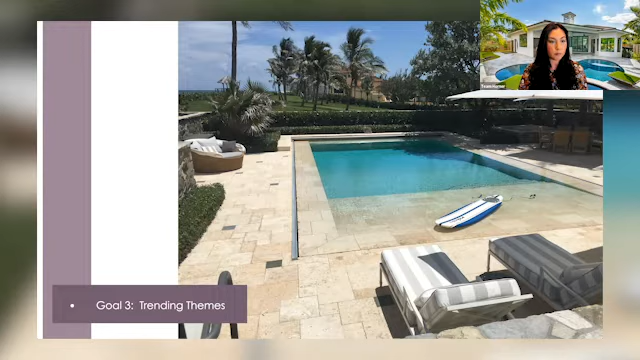 • Goal 3: Trending Themes